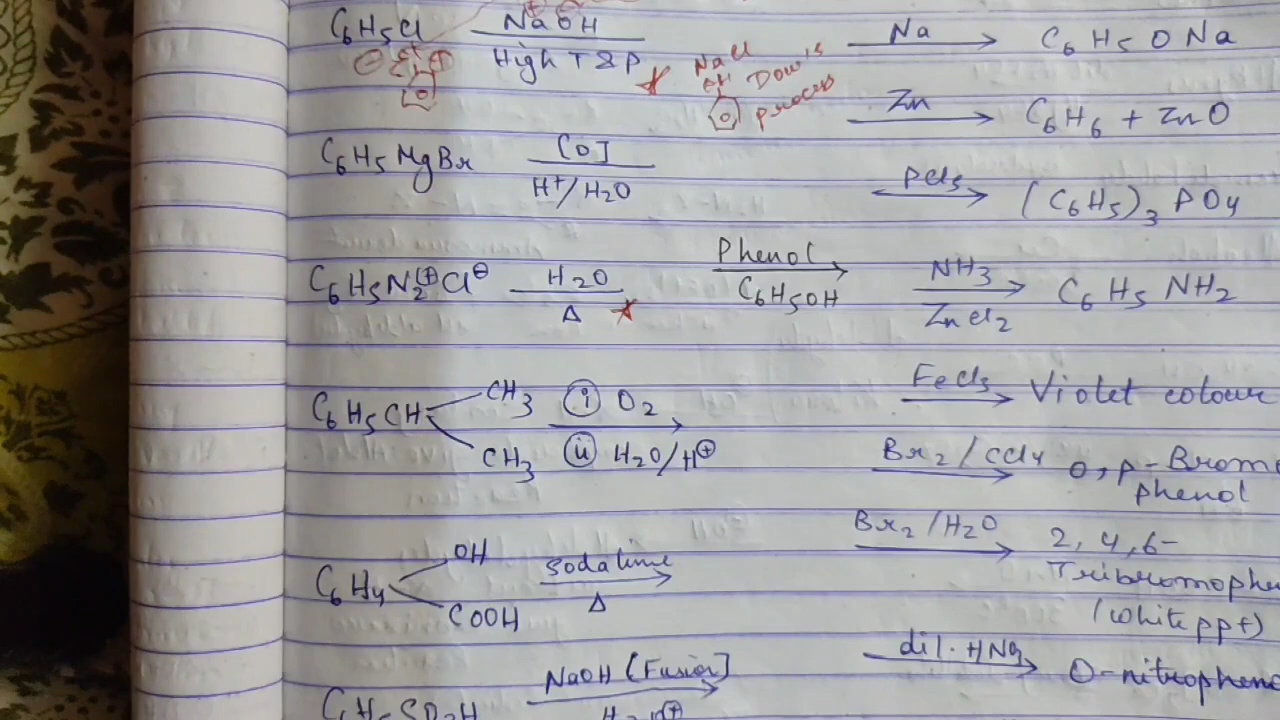 C6H5Cl NaOH Na → C6H5ONa
High T & P NaCl Dow's process
Zn → C6H6 + ZnO
C6H5MgBr [O]
H+/H2O PCl5 → (C6H5)3PO4
Phenol
C6H5N2⊕Cl⊖ H2O → NH3 → C6H5NH2
Δ C6H5OH ZnCl2
FeCl3 → Violet colour
C6H5CH CH3 (i) O2 →
CH3 (ii) H2O/H⊕ Br2/CCl4 → O, p-Bromo
phenol
Br2/H2O → 2, 4, 6-
C6H4 OH sodalime → Tribromophe
COOH Δ (white ppt)
dil. HNO3 → O-nitropheno
C6H5SO3H NaOH [Fusion] →